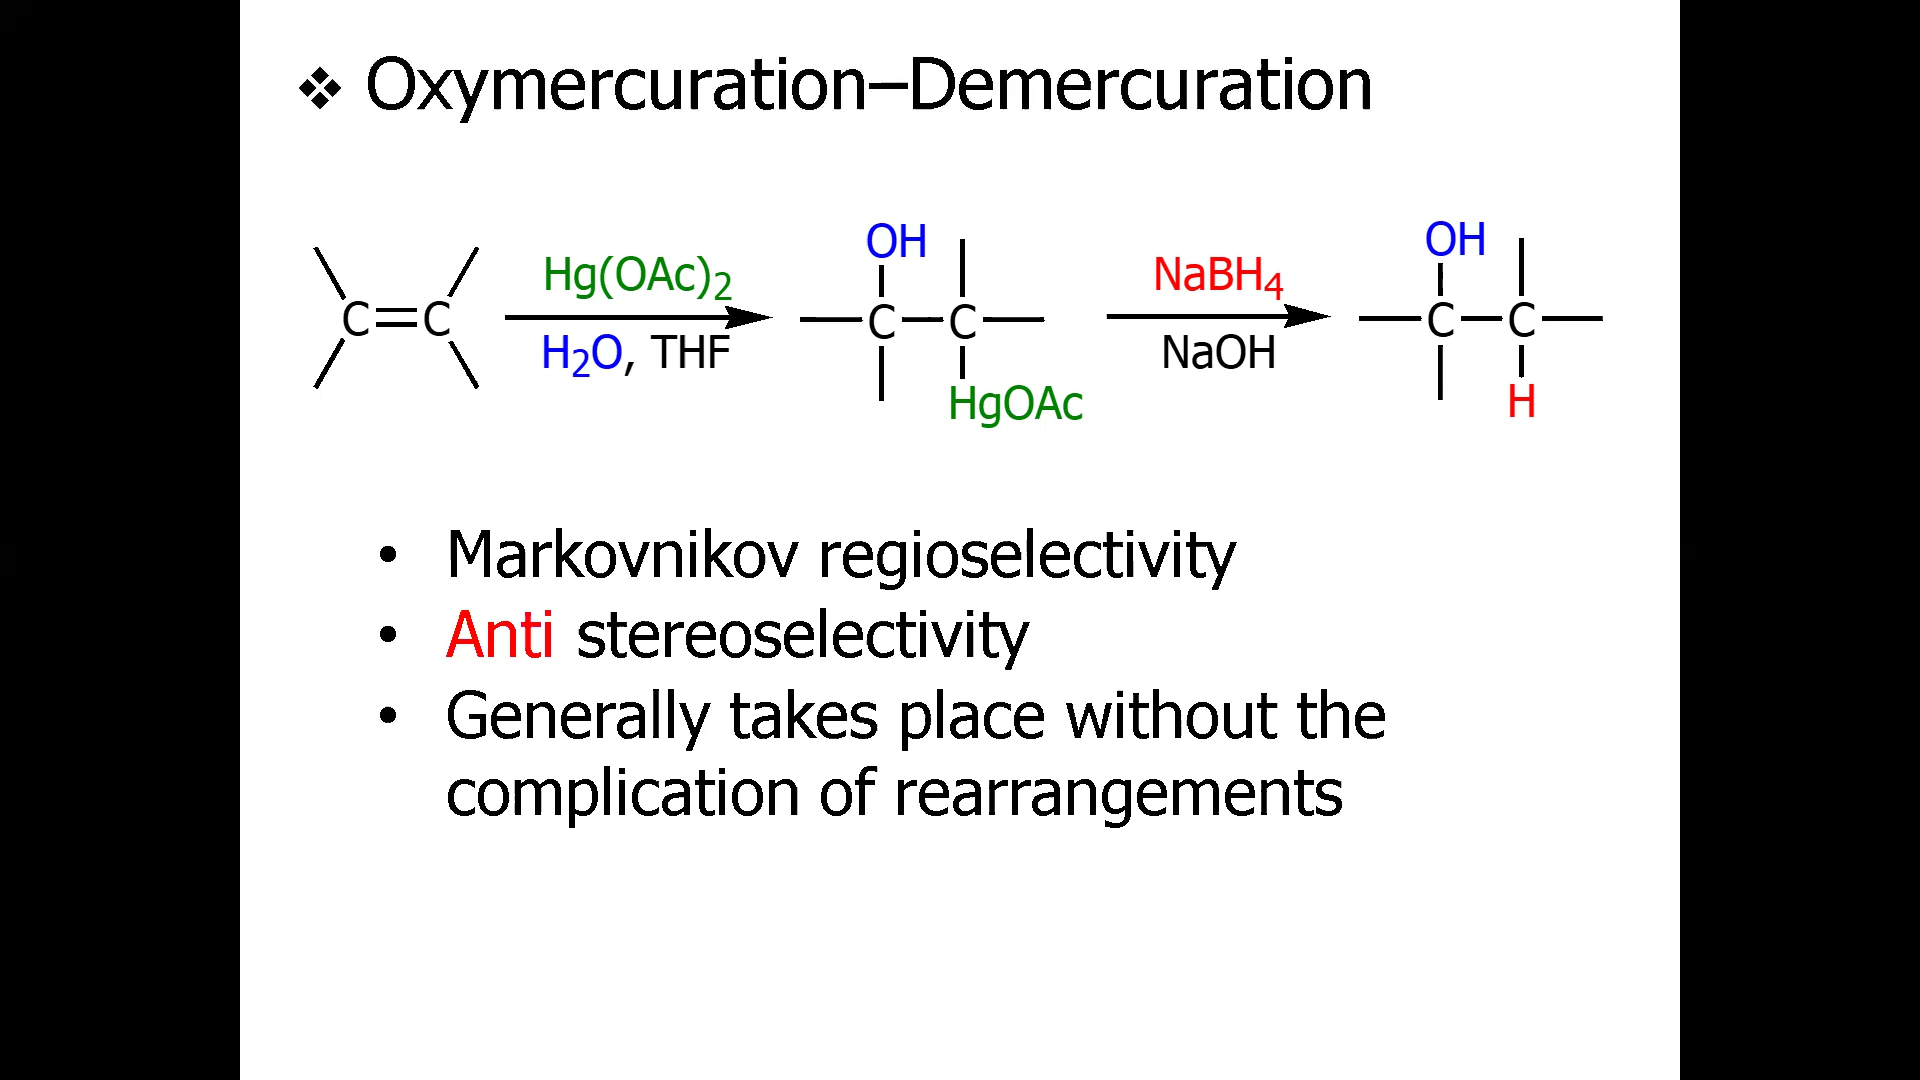 ❖ Oxymercuration–Demercuration
C=C
Hg(OAc)2
H2O, THF
OH
C–C
HgOAc
NaBH4
NaOH
OH
C–C
H
• Markovnikov regioselectivity
• Anti stereoselectivity
• Generally takes place without the
complication of rearrangements